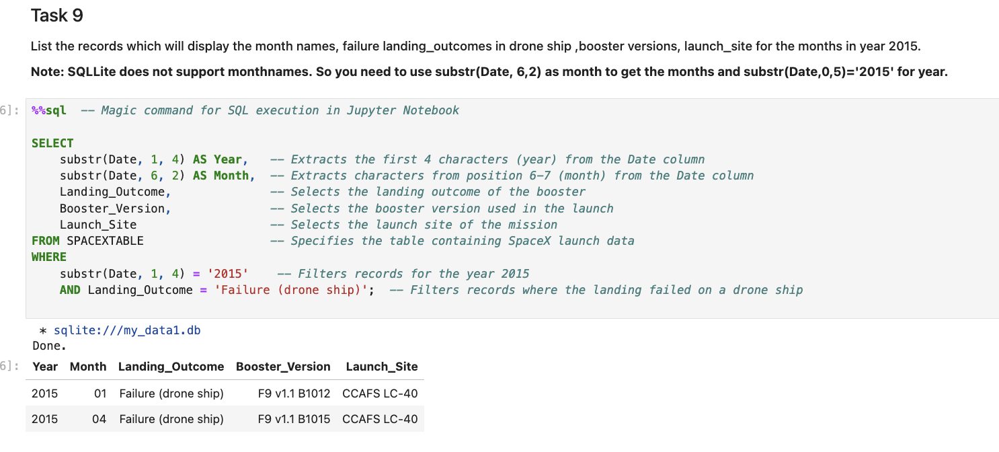 Task 9
List the records which will display the month names, failure landing_outcomes in drone ship ,booster versions, launch_site for the months in year 2015.
Note: SQLLite does not support monthnames. So you need to use substr(Date, 6,2) as month to get the months and substr(Date,0,5)='2015' for year.
6]: %%sql  -- Magic command for SQL execution in Jupyter Notebook
SELECT
    substr(Date, 1, 4) AS Year,   -- Extracts the first 4 characters (year) from the Date column
    substr(Date, 6, 2) AS Month,  -- Extracts characters from position 6-7 (month) from the Date column
    Landing_Outcome,              -- Selects the landing outcome of the booster
    Booster_Version,              -- Selects the booster version used in the launch
    Launch_Site                   -- Selects the launch site of the mission
FROM SPACEXTABLE                  -- Specifies the table containing SpaceX launch data
WHERE
    substr(Date, 1, 4) = '2015'    -- Filters records for the year 2015
    AND Landing_Outcome = 'Failure (drone ship)';  -- Filters records where the landing failed on a drone ship
* sqlite:///my_data1.db
Done.
6]: Year Month Landing_Outcome Booster_Version Launch_Site
2015 01 Failure (drone ship) F9 v1.1 B1012 CCAFS LC-40
2015 04 Failure (drone ship) F9 v1.1 B1015 CCAFS LC-40